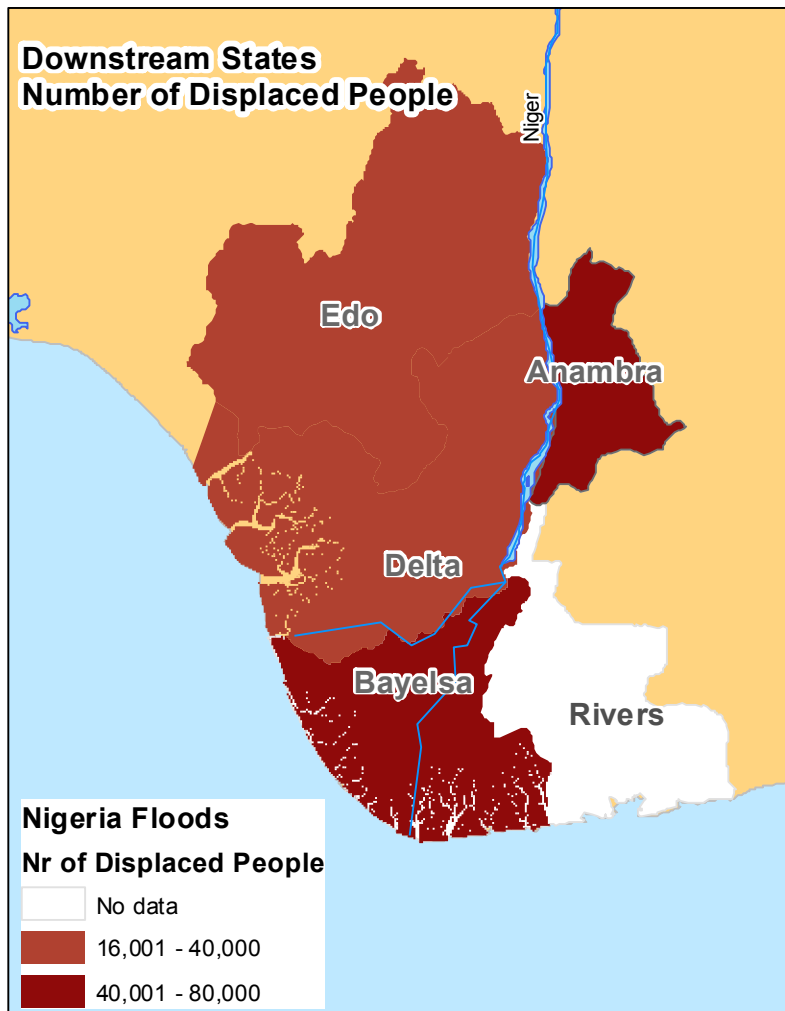 Downstream States
Number of Displaced People
Niger
Edo
Anambra
Delta
Bayelsa
Rivers
Nigeria Floods
Nr of Displaced People
No data
16,001 - 40,000
40,001 - 80,000